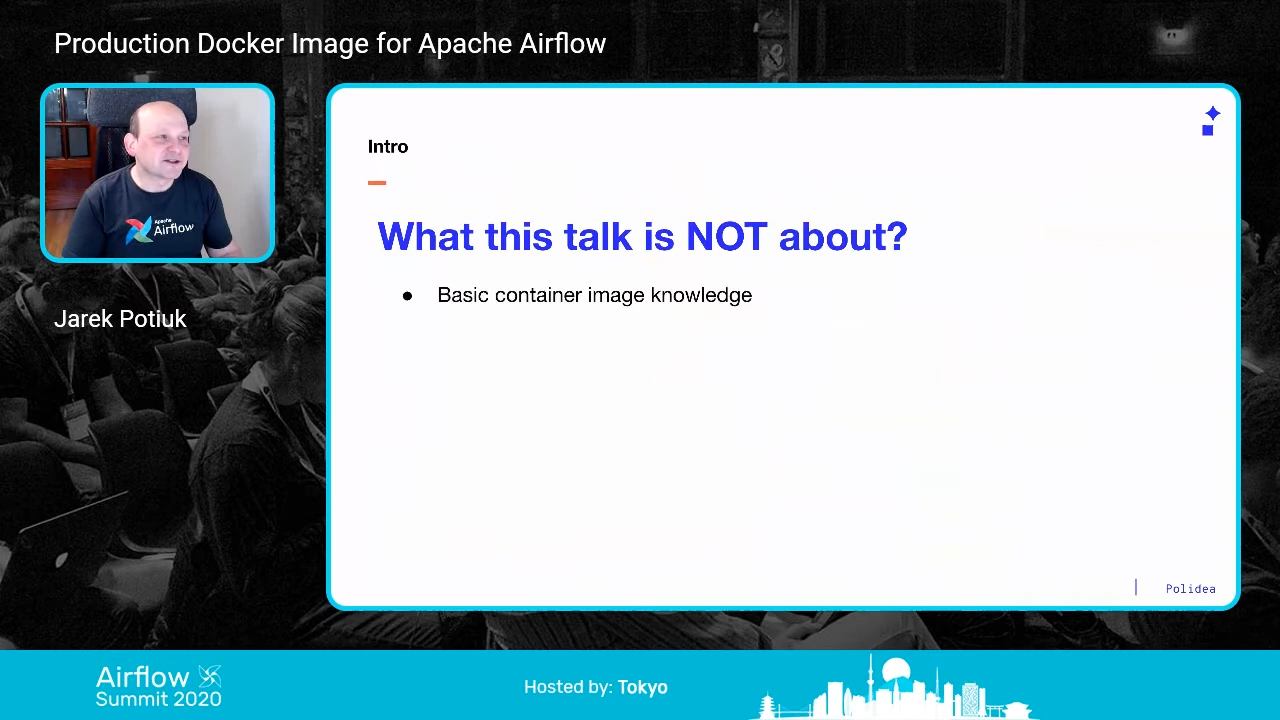 Production Docker Image for Apache Airflow
Apache
Airflow
Jarek Potiuk
Intro
What this talk is NOT about?
● Basic container image knowledge
Polidea
Airflow
Summit 2020
Hosted by: Tokyo